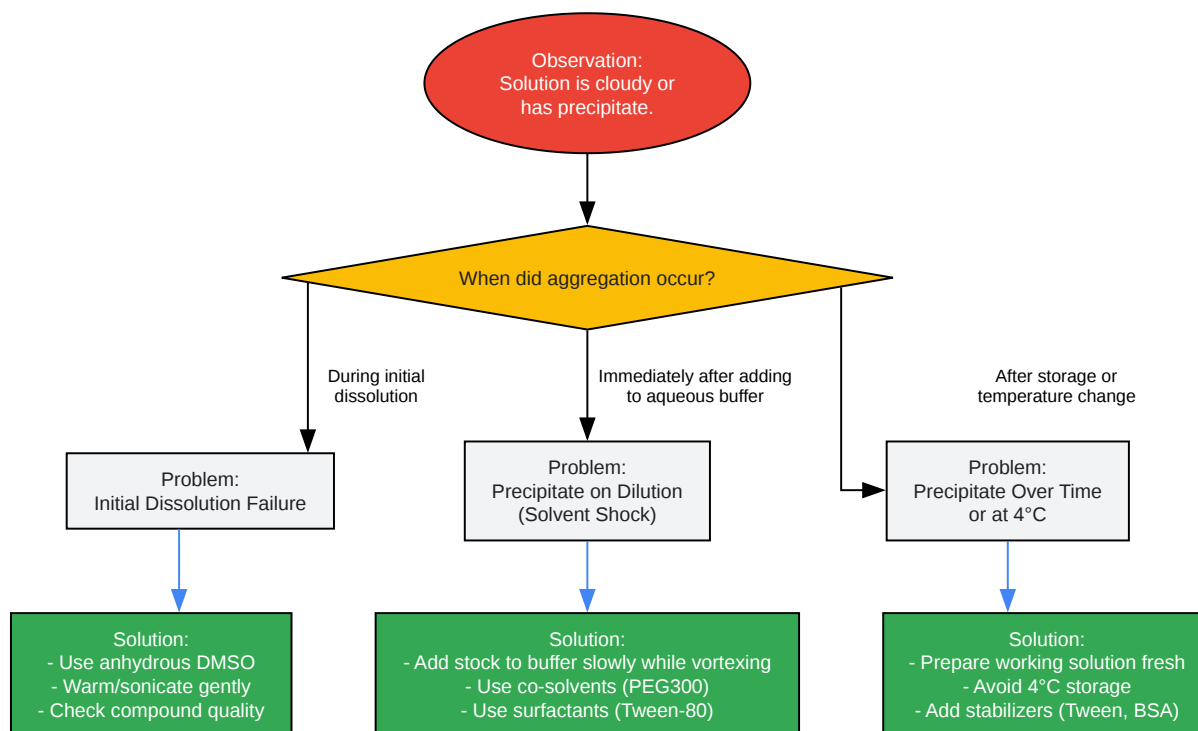 Observation:
Solution is cloudy or
has precipitate.
When did aggregation occur?
During initial
dissolution
Immediately after adding
to aqueous buffer
After storage or
temperature change
Problem:
Initial Dissolution Failure
Problem:
Precipitate on Dilution
(Solvent Shock)
Problem:
Precipitate Over Time
or at 4°C
Solution:
- Use anhydrous DMSO
- Warm/sonicate gently
- Check compound quality
Solution:
- Add stock to buffer slowly while vortexing
- Use co-solvents (PEG300)
- Use surfactants (Tween-80)
Solution:
- Prepare working solution fresh
- Avoid 4°C storage
- Add stabilizers (Tween, BSA)